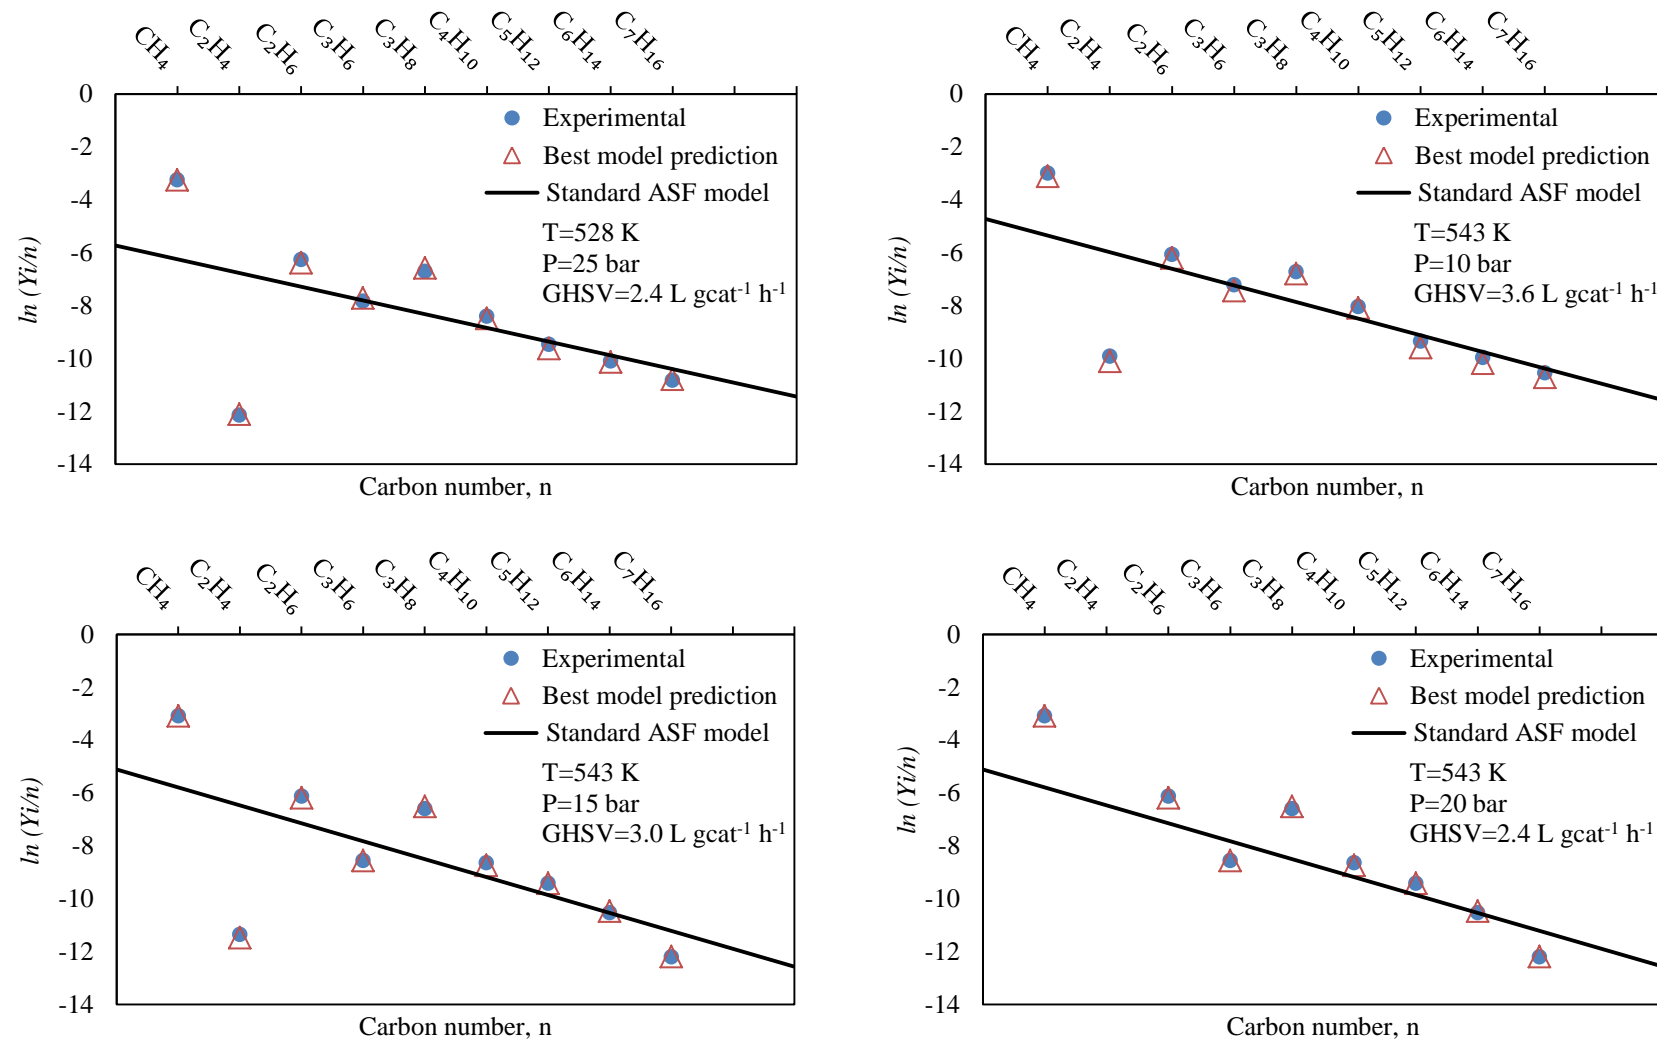 CH₄ C₂H₄ C₂H₆ C₃H₆ C₃H₈ C₄H₁₀ C₅H₁₂ C₆H₁₄ C₇H₁₆
0
-2
-4
-6
-8
-10
-12
-14
ln (Yi/n)
Experimental
Best model prediction
Standard ASF model
T=528 K
P=25 bar
GHSV=2.4 L gcat⁻¹ h⁻¹
Carbon number, n
CH₄ C₂H₄ C₂H₆ C₃H₆ C₃H₈ C₄H₁₀ C₅H₁₂ C₆H₁₄ C₇H₁₆
0
-2
-4
-6
-8
-10
-12
-14
ln (Yi/n)
Experimental
Best model prediction
Standard ASF model
T=543 K
P=10 bar
GHSV=3.6 L gcat⁻¹ h⁻¹
Carbon number, n
CH₄ C₂H₄ C₂H₆ C₃H₆ C₃H₈ C₄H₁₀ C₅H₁₂ C₆H₁₄ C₇H₁₆
0
-2
-4
-6
-8
-10
-12
-14
ln (Yi/n)
Experimental
Best model prediction
Standard ASF model
T=543 K
P=15 bar
GHSV=3.0 L gcat⁻¹ h⁻¹
Carbon number, n
CH₄ C₂H₄ C₂H₆ C₃H₆ C₃H₈ C₄H₁₀ C₅H₁₂ C₆H₁₄ C₇H₁₆
0
-2
-4
-6
-8
-10
-12
-14
ln (Yi/n)
Experimental
Best model prediction
Standard ASF model
T=543 K
P=20 bar
GHSV=2.4 L gcat⁻¹ h⁻¹
Carbon number, n